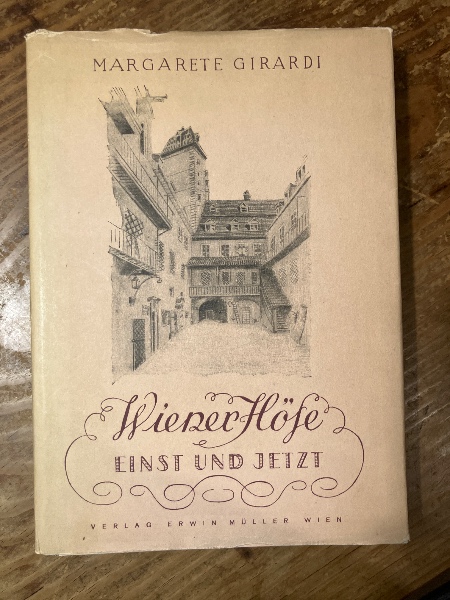 MARGARETE GIRARDI
Wiener Höfe
EINST UND JETZT
VERLAG ERWIN MÜLLER WIEN